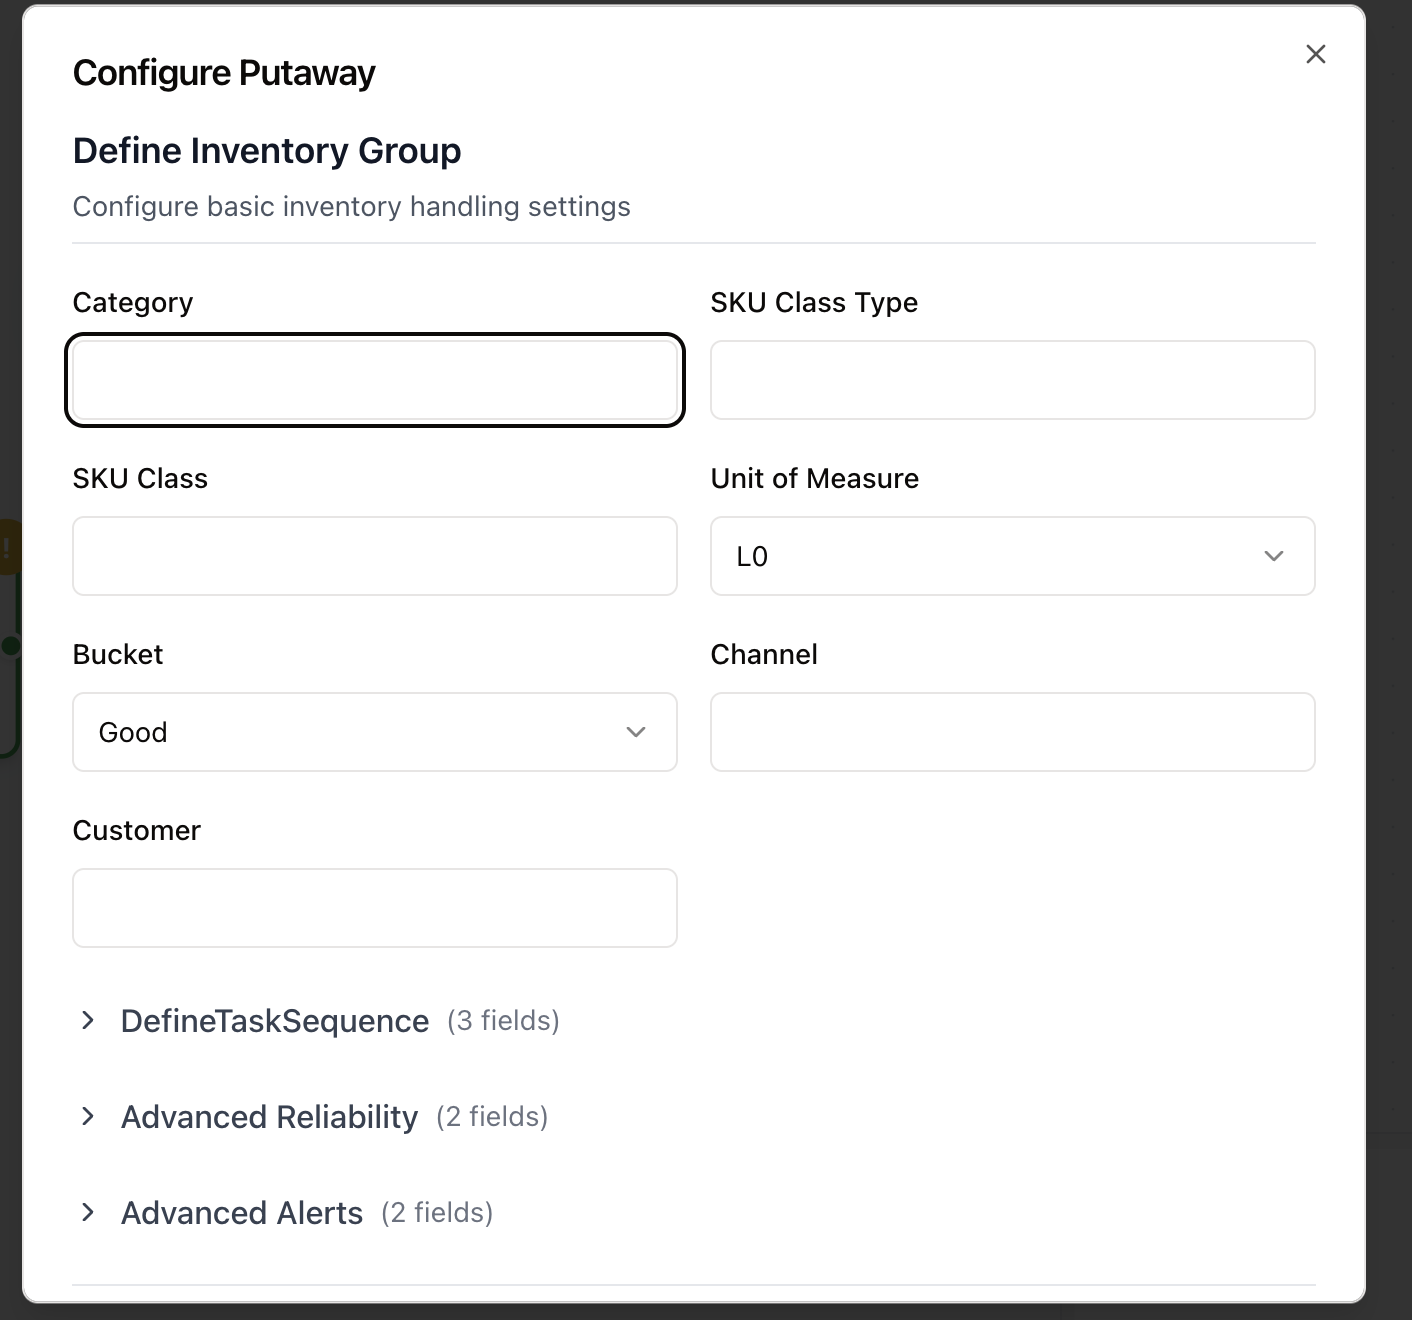 Configure Putaway
Define Inventory Group
Configure basic inventory handling settings
Category
SKU Class Type
SKU Class
Unit of Measure
L0
Bucket
Channel
Good
Customer
DefineTaskSequence (3 fields)
Advanced Reliability (2 fields)
Advanced Alerts (2 fields)